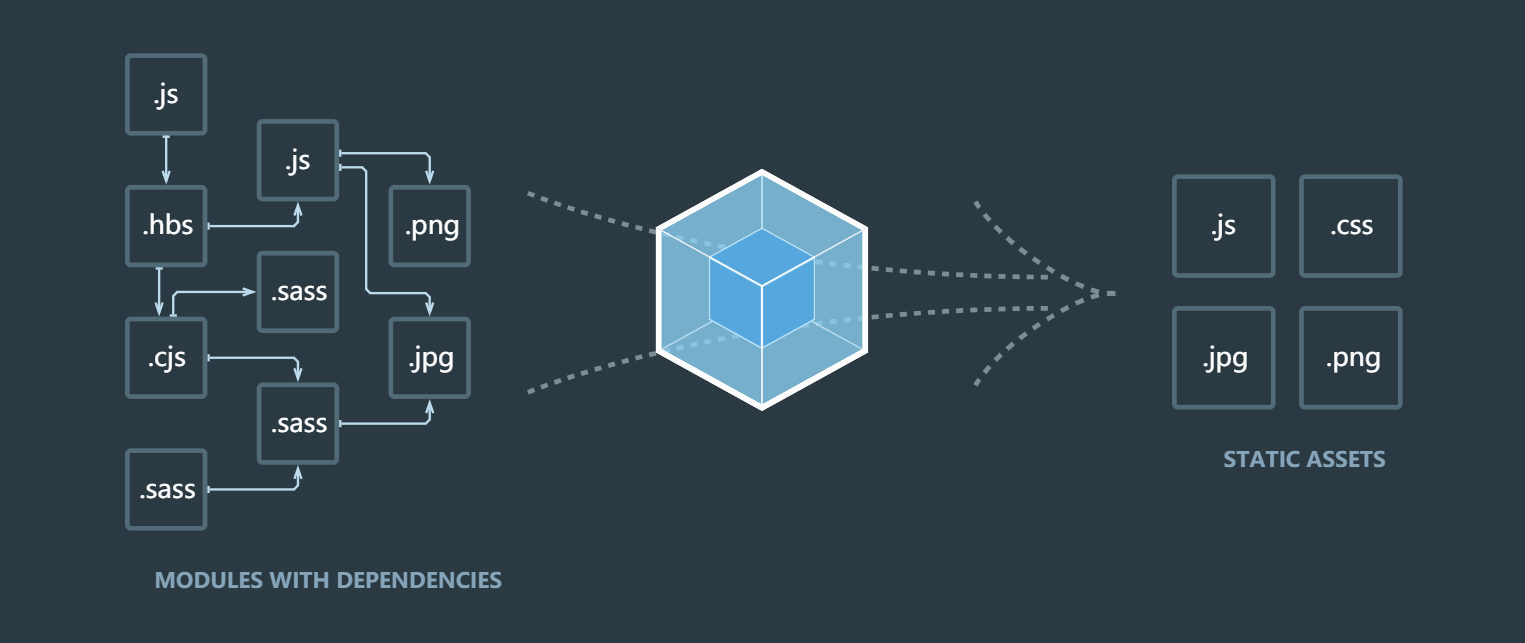 .js
.js
.hbs
.png
.sass
.cjs
.jpg
.sass
.sass
MODULES WITH DEPENDENCIES
.js
.css
.jpg
.png
STATIC ASSETS